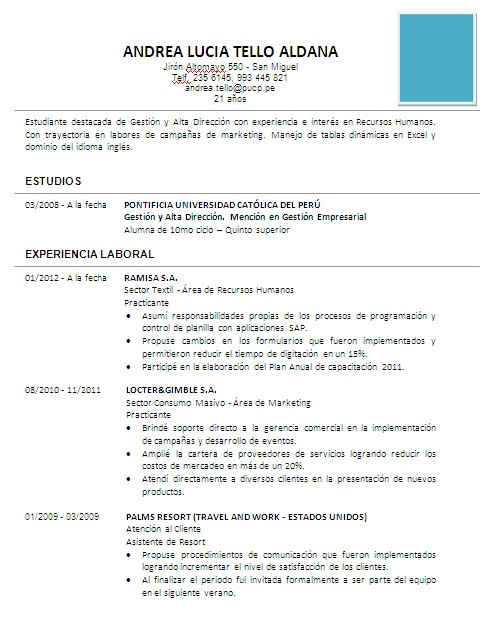 ANDREA LUCIA TELLO ALDANA
Jirón Altomayo 550 - San Miguel
Telf. 235 6145, 993 445 821
andrea.tello@pucp.pe
21 años
Estudiante destacada de Gestión y Alta Dirección con experiencia e interés en Recursos Humanos.
Con trayectoria en labores de campañas de marketing. Manejo de tablas dinámicas en Excel y
dominio del idioma inglés.
ESTUDIOS
03/2008 - A la fecha PONTIFICIA UNIVERSIDAD CATÓLICA DEL PERÚ
Gestión y Alta Dirección. Mención en Gestión Empresarial
Alumna de 10mo ciclo – Quinto superior
EXPERIENCIA LABORAL
01/2012 - A la fecha RAMISA S.A.
Sector Textil - Área de Recursos Humanos
Practicante
• Asumí responsabilidades propias de los procesos de programación y
control de planilla con aplicaciones SAP.
• Propuse cambios en los formularios que fueron implementados y
permitieron reducir el tiempo de digitación en un 15%.
• Participé en la elaboración del Plan Anual de capacitación 2011.
08/2010 - 11/2011 LOCTER&GIMBLE S.A.
Sector Consumo Masivo - Área de Marketing
Practicante
• Brindé soporte directo a la gerencia comercial en la implementación
de campañas y desarrollo de eventos.
• Amplié la cartera de proveedores de servicios logrando reducir los
costos de mercadeo en más de un 20%.
• Atendí directamente a diversos clientes en la presentación de nuevos
productos.
01/2009 - 03/2009 PALMS RESORT (TRAVEL AND WORK - ESTADOS UNIDOS)
Atención al Cliente
Asistente de Resort
• Propuse procedimientos de comunicación que fueron implementados
logrando incrementar el nivel de satisfacción de los clientes.
• Al finalizar el periodo fui invitada formalmente a ser parte del equipo
en el siguiente verano.